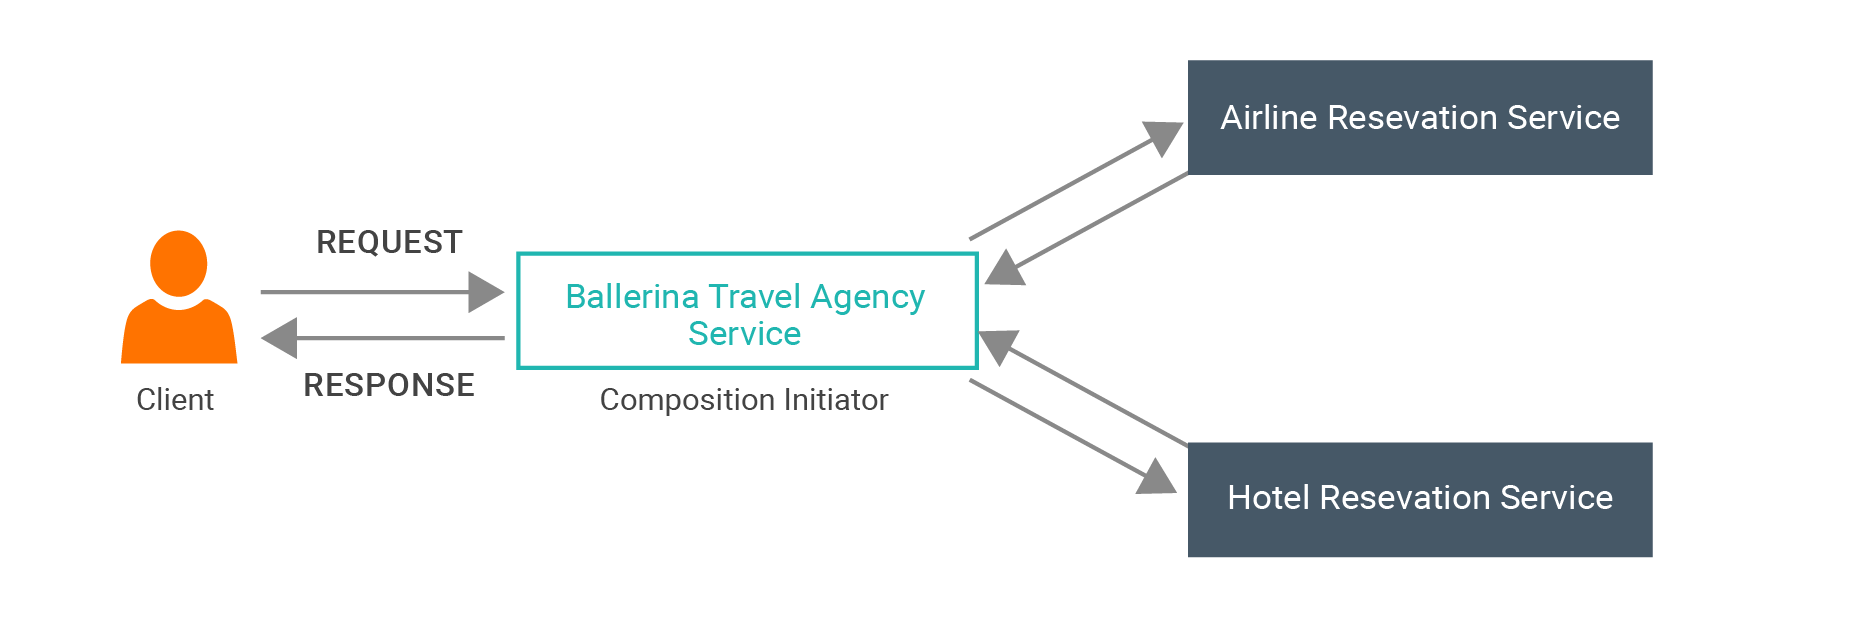 Airline Resevation Service
REQUEST
Ballerina Travel Agency
Service
RESPONSE
Client
Composition Initiator
Hotel Resevation Service